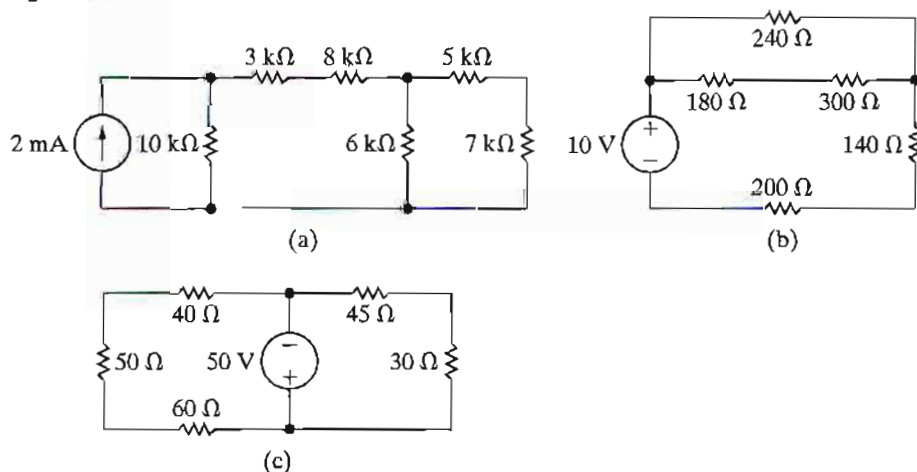 240 Ω
3 kΩ 8 kΩ 5 kΩ
180 Ω 300 Ω
2 mA 10 kΩ 6 kΩ 7 kΩ 10 V + − 140 Ω
200 Ω
(a) (b)
40 Ω 45 Ω
50 Ω 50 V − + 30 Ω
60 Ω
(c)